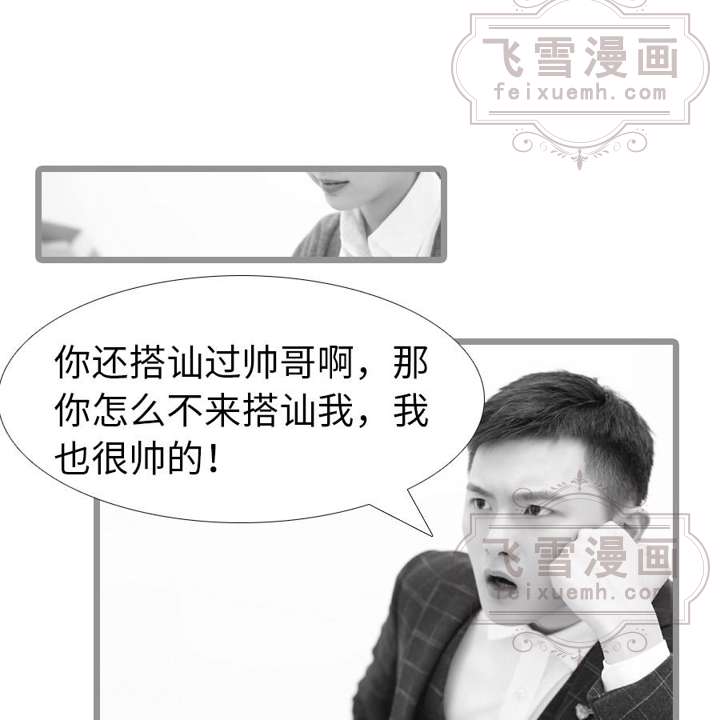 飞雪漫画
feixuemh.com
你还搭讪过帅哥啊，那
你怎么不来搭讪我，我
也很帅的！
飞雪漫画
feixuemh.com